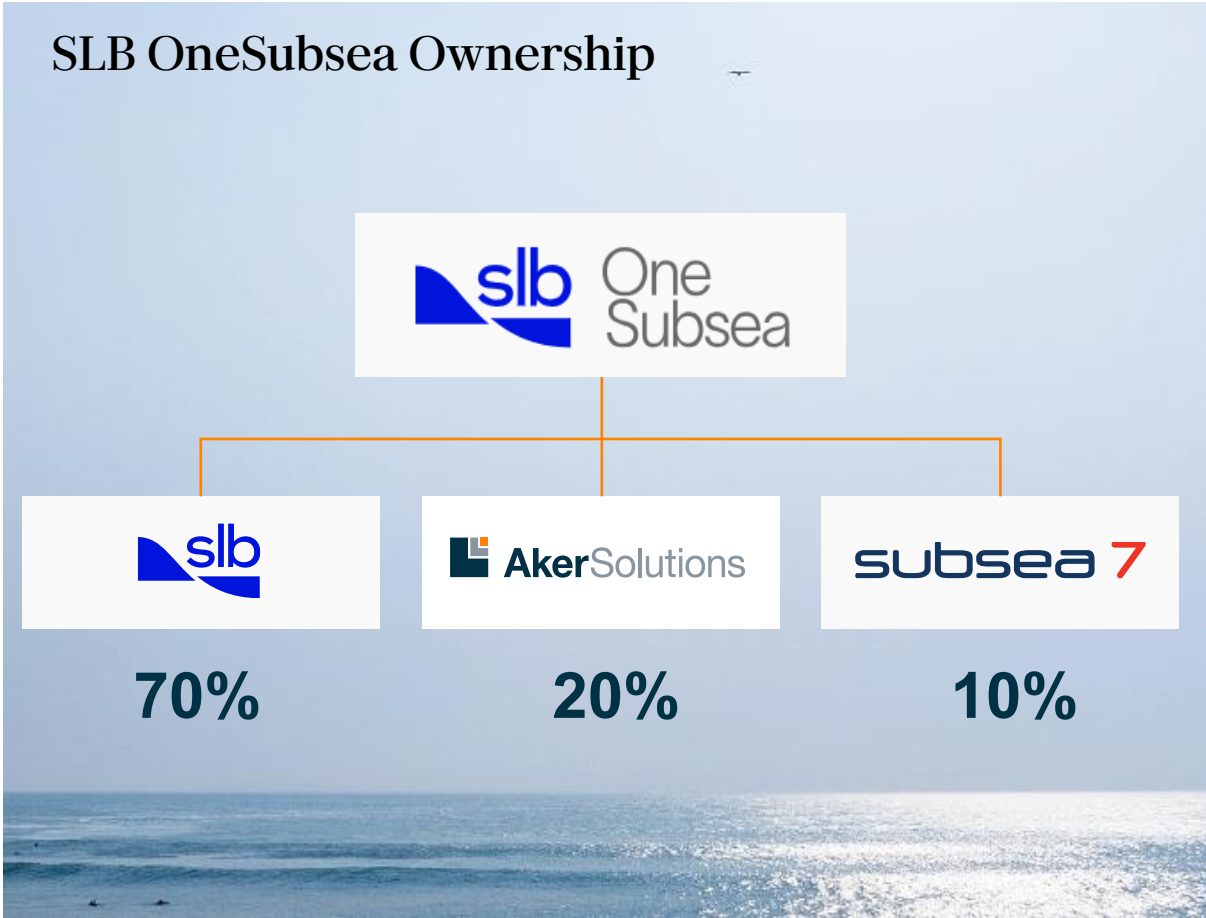 SLB OneSubsea Ownership
slb One
Subsea
slb
AkerSolutions
subsea 7
70%
20%
10%